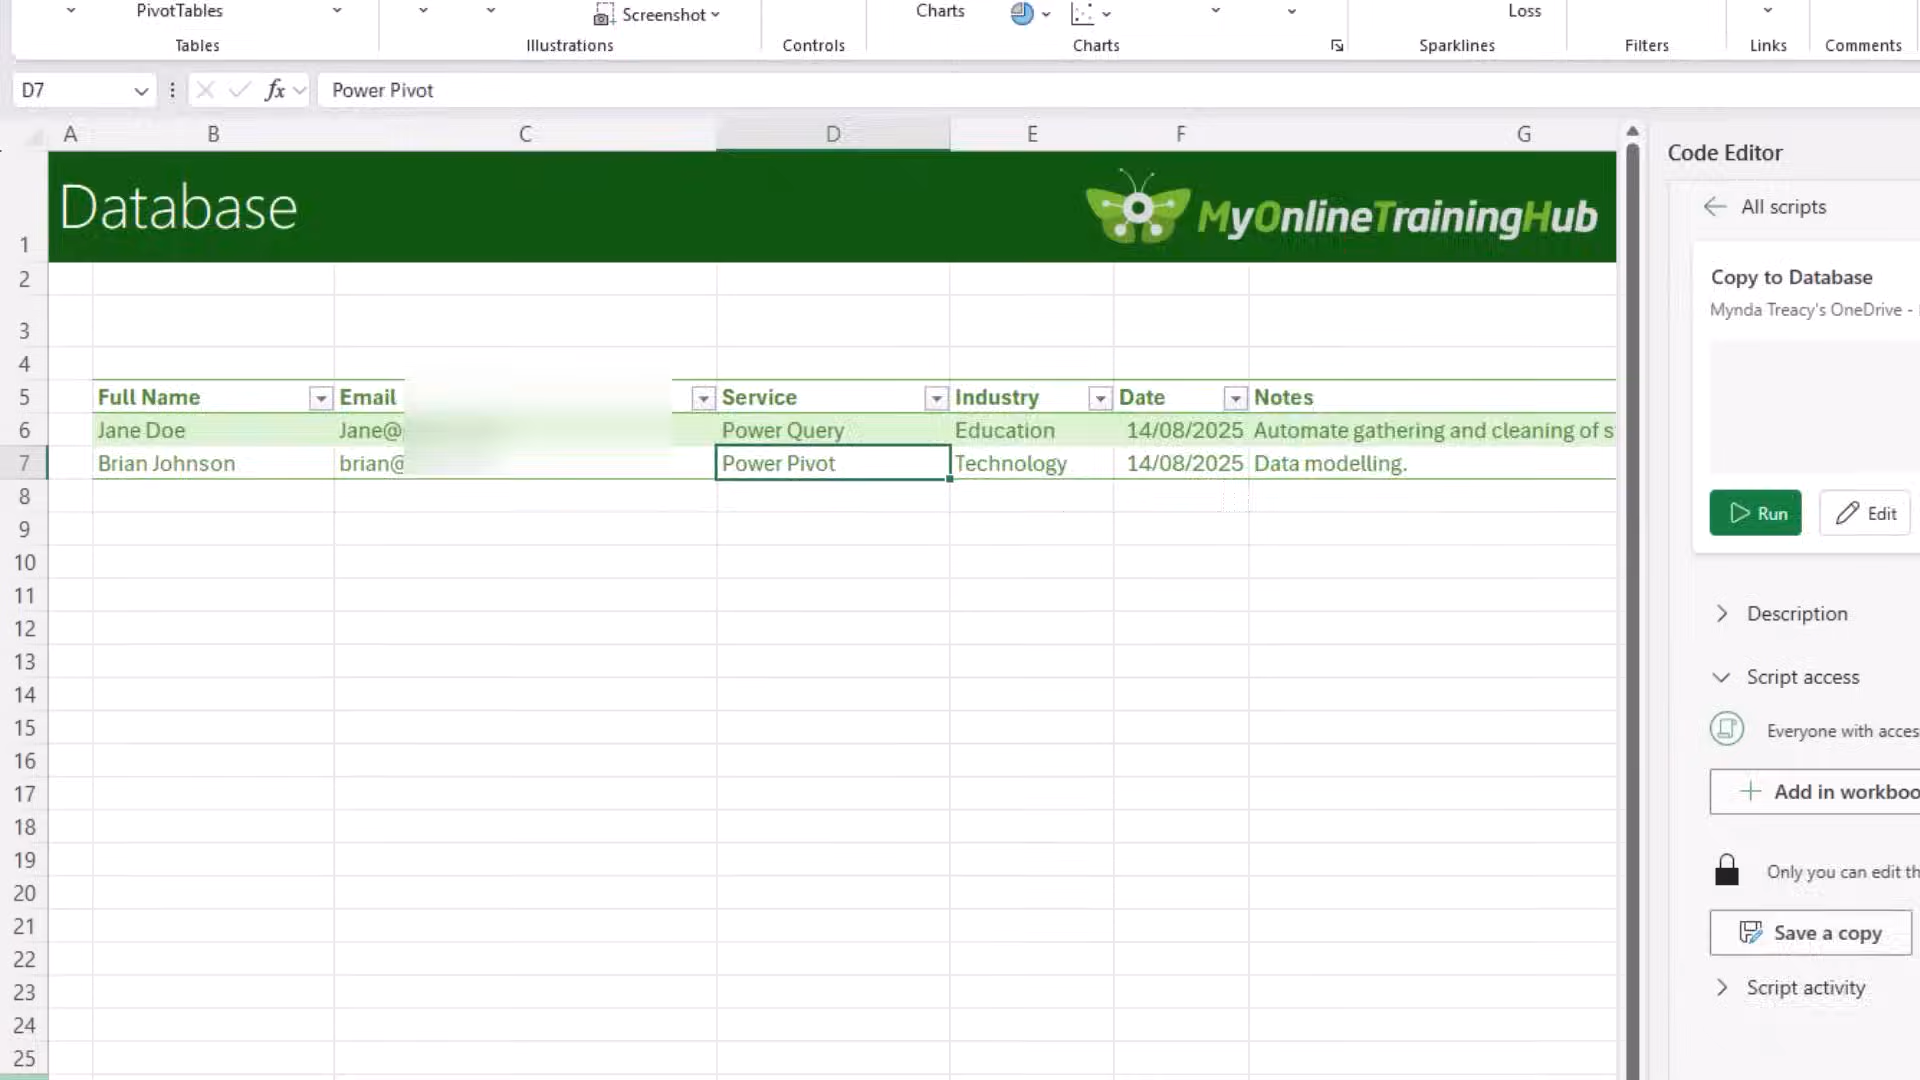 PivotTables
Screenshot
Charts
Loss
Tables
Illustrations
Controls
Charts
Sparklines
Filters
Links
Comments
D7
fx
Power Pivot
A B C D E F G
Code Editor
1
Database
MyOnlineTrainingHub
All scripts
2
Copy to Database
Mynda Treacy's OneDrive -
3
4
5 Full Name Email Service Industry Date Notes
6 Jane Doe Jane@ Power Query Education 14/08/2025 Automate gathering and cleaning of s
7 Brian Johnson brian@ Power Pivot Technology 14/08/2025 Data modelling.
8
Run
Edit
9
10
11
Description
12
13
Script access
14
15
Everyone with acces
16
17
Add in workboo
18
19
Only you can edit th
20
21
Save a copy
22
23
Script activity
24
25